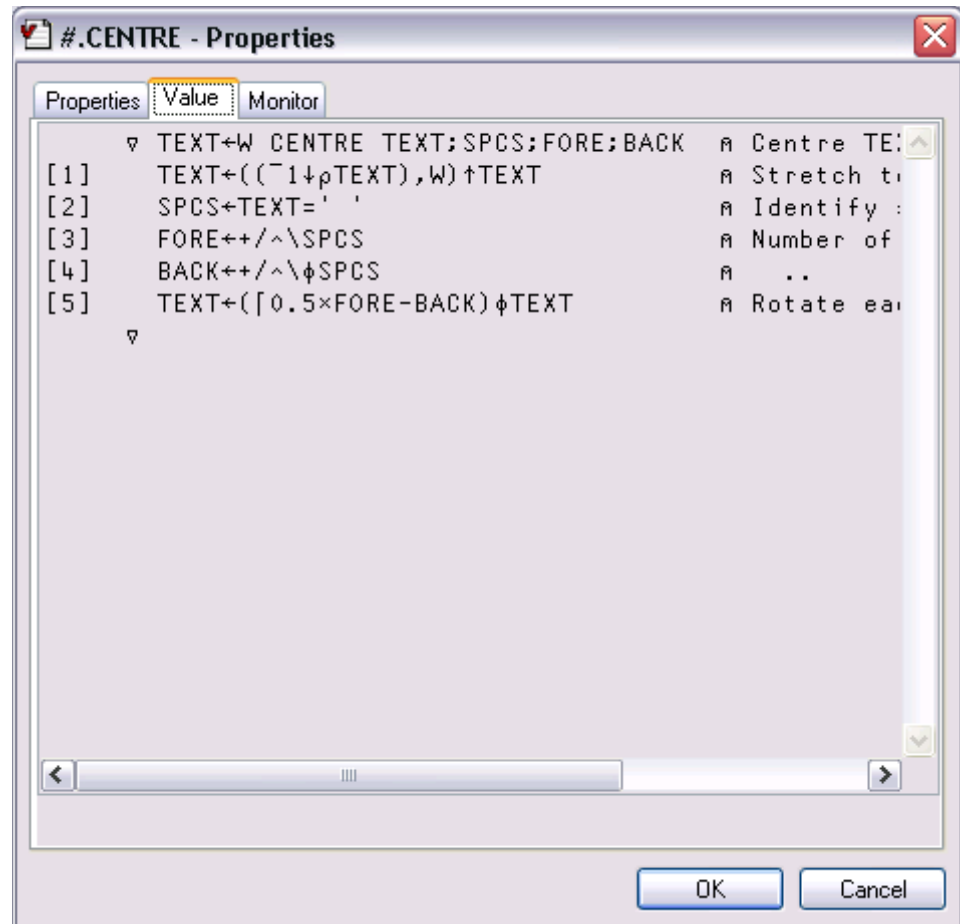 #.CENTRE - Properties
Properties Value Monitor
∇ TEXT←W CENTRE TEXT;SPCS;FORE;BACK ⍝ Centre
[1] TEXT←((¯1↓⍴TEXT),W)↑TEXT ⍝ Stretch
[2] SPCS←TEXT=' ' ⍝ Identify
[3] FORE←+/^\SPCS ⍝ Number of
[4] BACK←+/^\⌽SPCS ⍝ ..
[5] TEXT←(⌈0.5×FORE-BACK)⌽TEXT ⍝ Rotate
∇
OK Cancel